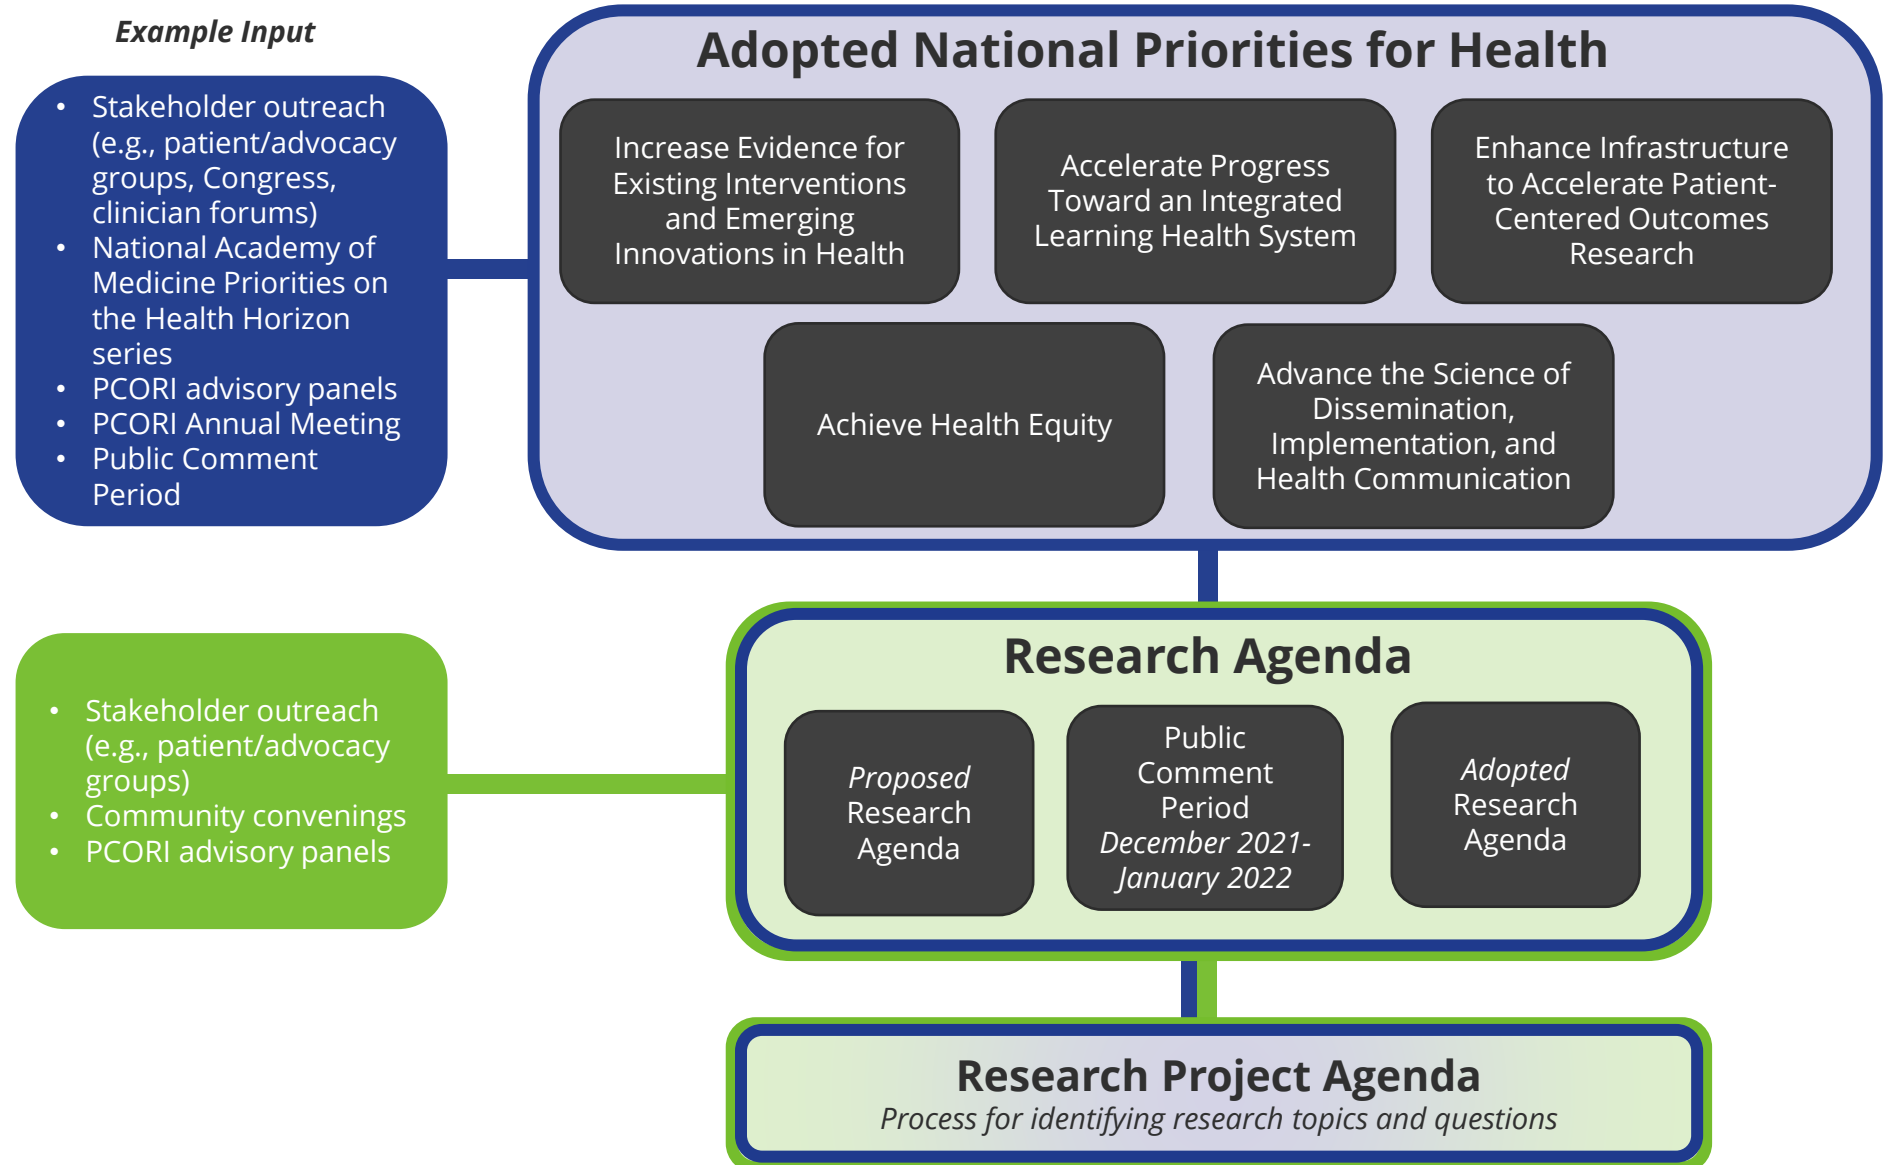 Example Input
• Stakeholder outreach
(e.g., patient/advocacy
groups, Congress,
clinician forums)
• National Academy of
Medicine Priorities on
the Health Horizon
series
• PCORI advisory panels
• PCORI Annual Meeting
• Public Comment
Period
Adopted National Priorities for Health
Increase Evidence for
Existing Interventions
and Emerging
Innovations in Health
Accelerate Progress
Toward an Integrated
Learning Health System
Enhance Infrastructure
to Accelerate Patient-
Centered Outcomes
Research
Achieve Health Equity
Advance the Science of
Dissemination,
Implementation, and
Health Communication
• Stakeholder outreach
(e.g., patient/advocacy
groups)
• Community convenings
• PCORI advisory panels
Research Agenda
Proposed
Research
Agenda
Public
Comment
Period
December 2021-
January 2022
Adopted
Research
Agenda
Research Project Agenda
Process for identifying research topics and questions